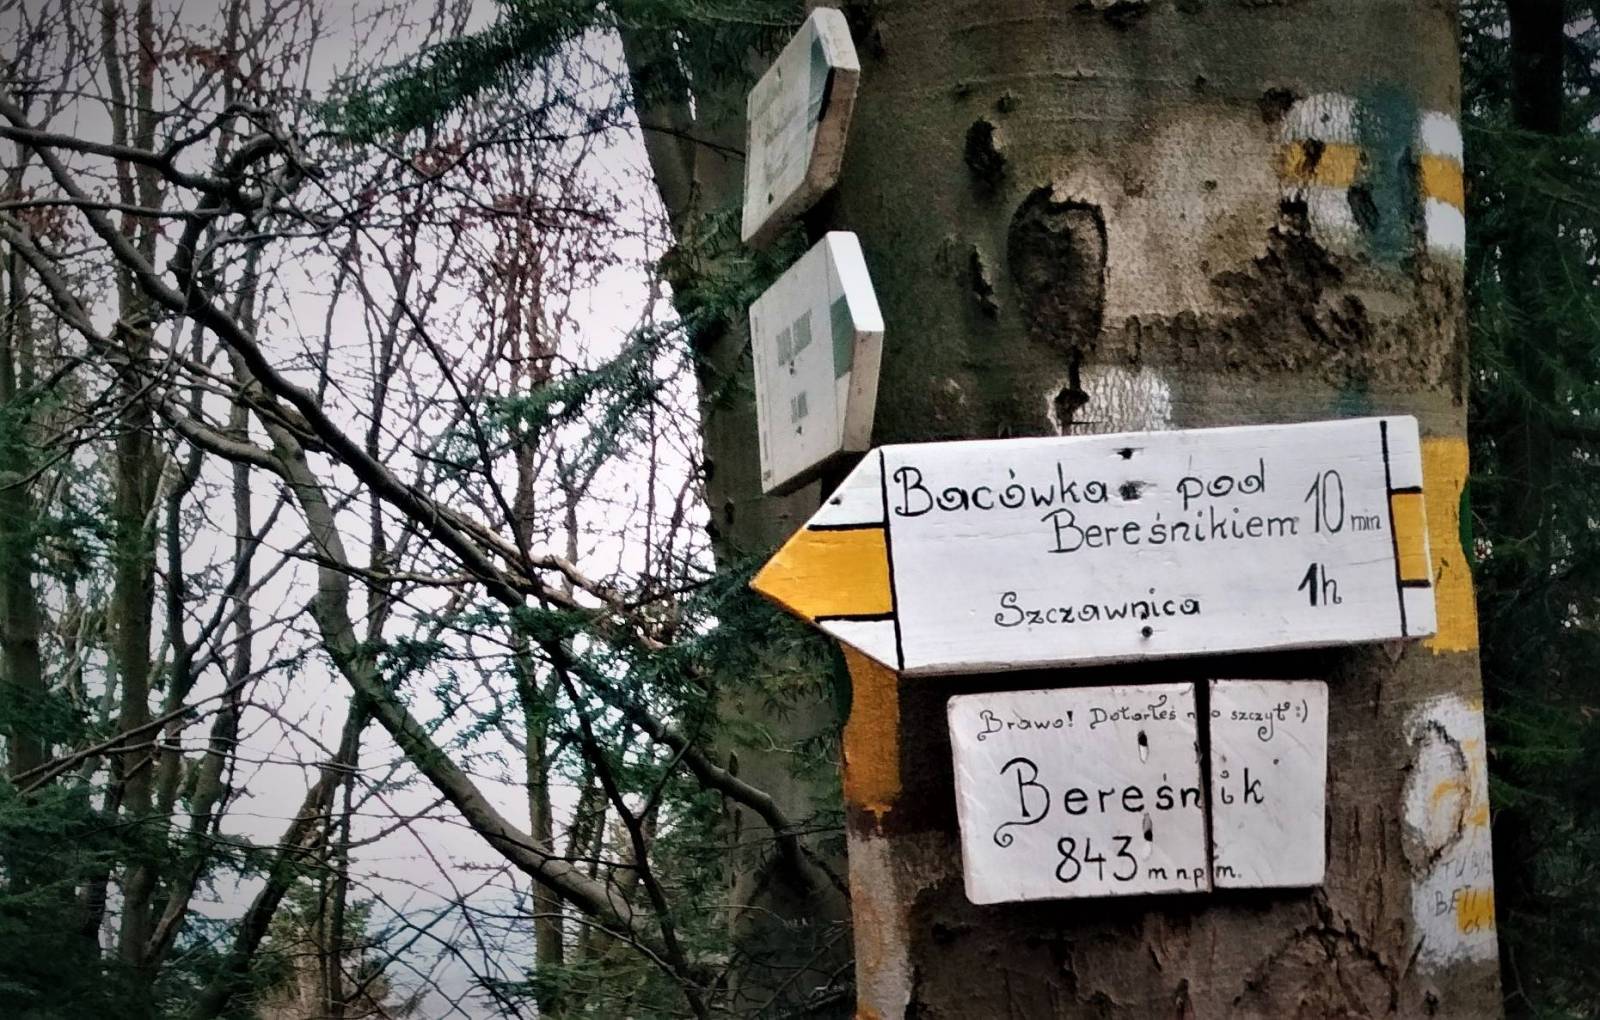 Bacówka pod
Bereśnikiem 10 min
Szczawnica 1h
Brawo! Dotarłeś na szczyt :)
Bereśnik
843 m n p m.